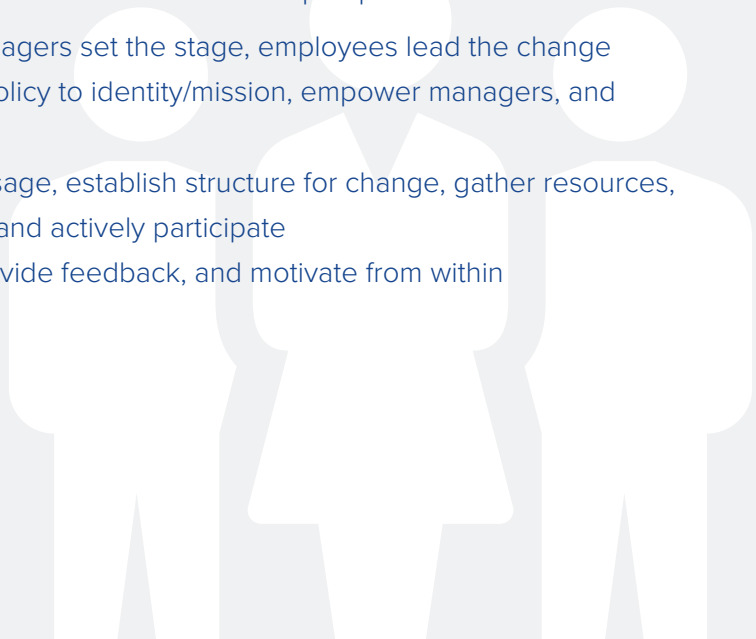 agers set the stage, employees lead the change
olicy to identity/mission, empower managers, and
sage, establish structure for change, gather resources,
and actively participate
vide feedback, and motivate from within